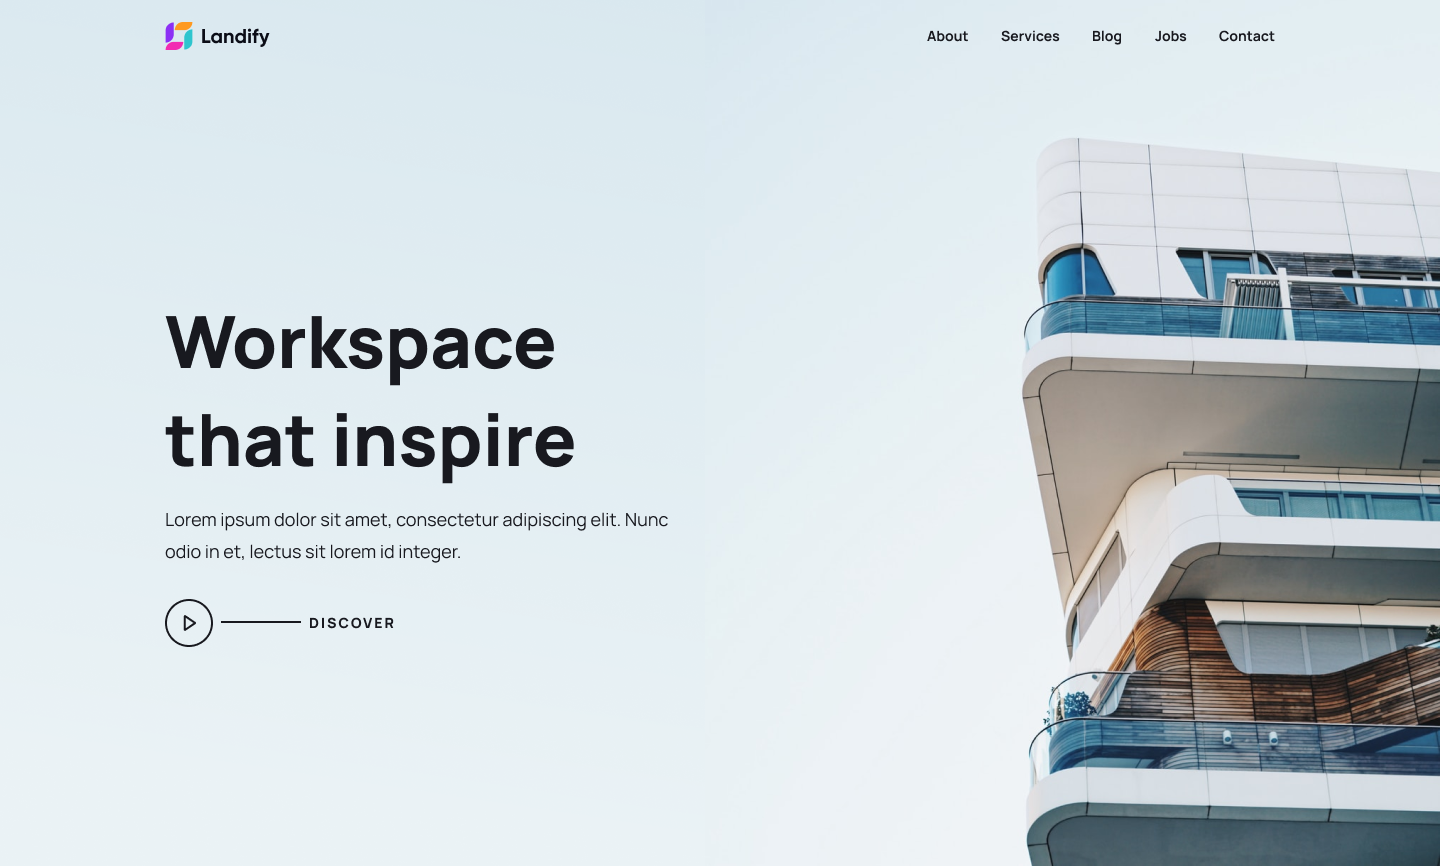 Landify
About Services Blog Jobs Contact
Workspace
that inspire
Lorem ipsum dolor sit amet, consectetur adipiscing elit. Nunc
odio in et, lectus sit lorem id integer.
DISCOVER